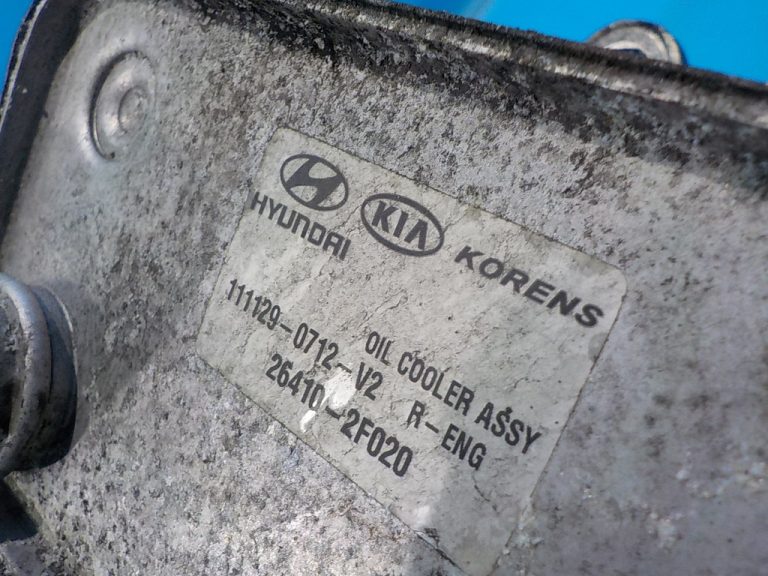 HYUNDAI KIA KORENS
OIL COOLER ASSY
111129-0712-V2 R-ENG
26410-2F020